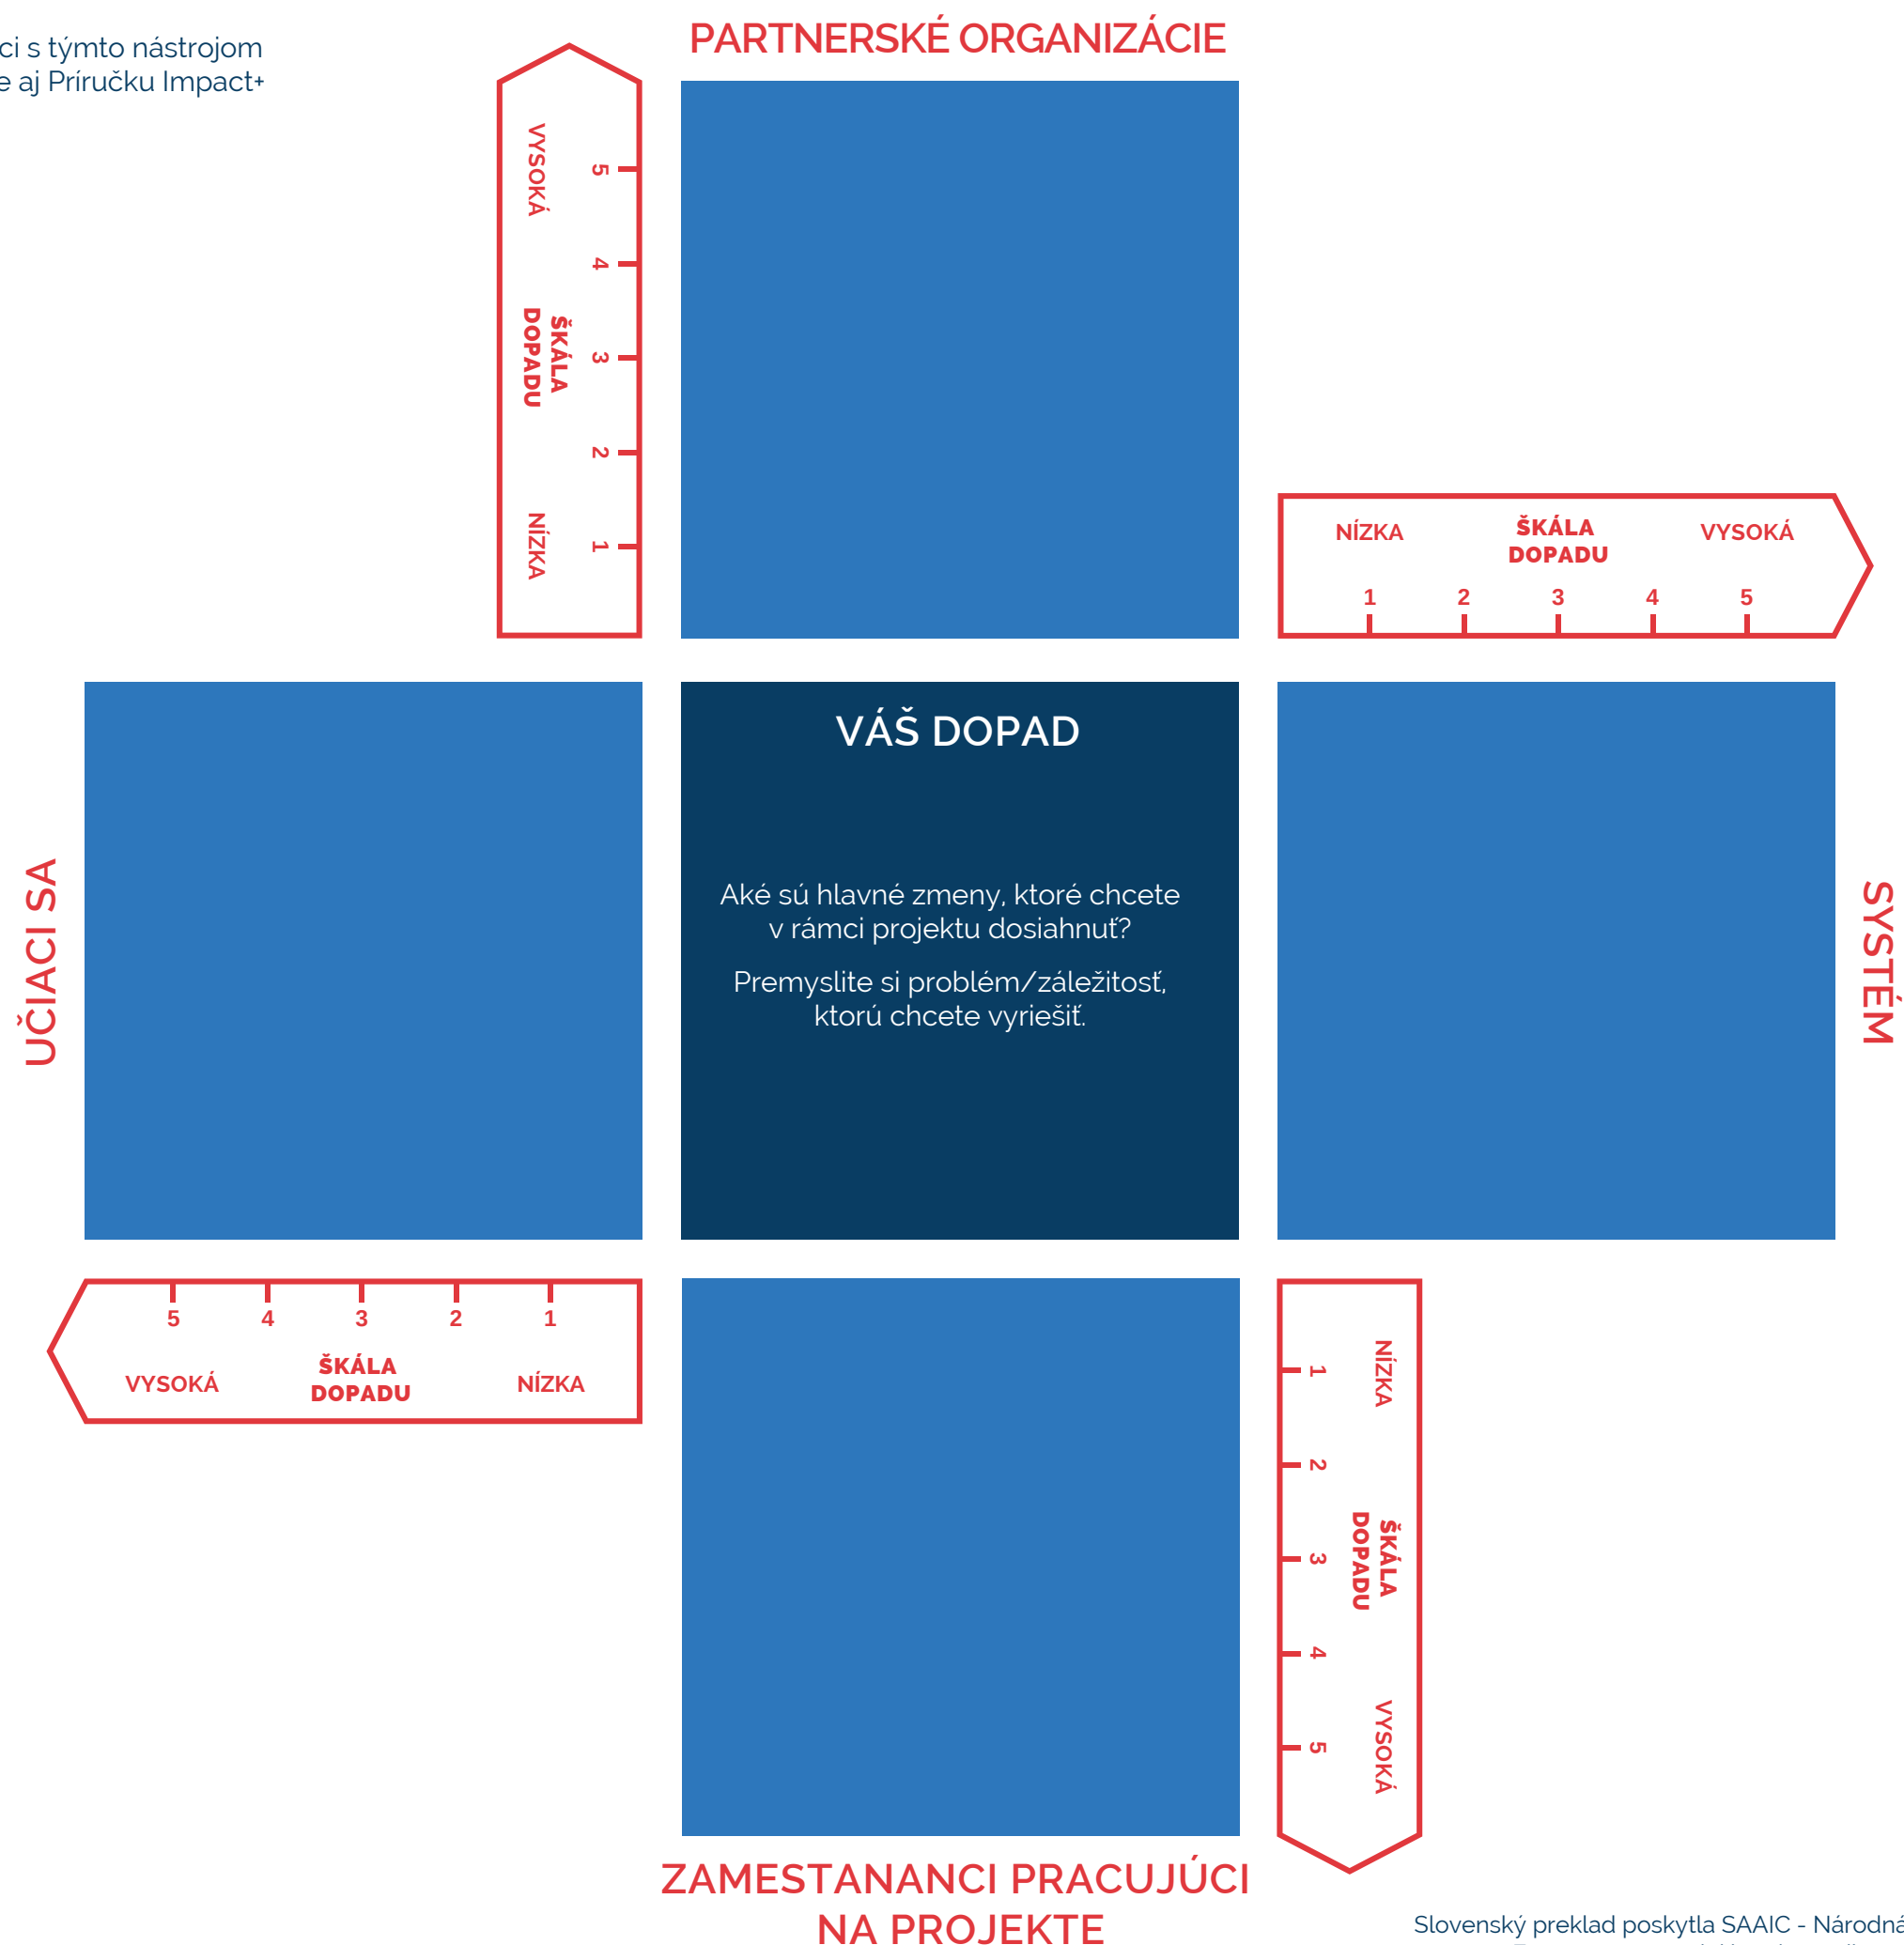 s týmto nástrojom
aj Príručku Impact+
PARTNERSKÉ ORGANIZÁCIE
VYSOKÁ
ŠKÁLA
DOPADU
NÍZKA
5
4
3
2
1
NÍZKA
ŠKÁLA
DOPADU
VYSOKÁ
1 2 3 4 5
UČIACI SA
VÁŠ DOPAD
Aké sú hlavné zmeny, ktoré chcete
v rámci projektu dosiahnuť?
Premyslite si problém/záležitosť,
ktorú chcete vyriešiť.
SYSTÉM
5 4 3 2 1
VYSOKÁ
ŠKÁLA
DOPADU
NÍZKA
1
2
3
4
5
NÍZKA
ŠKÁLA
DOPADU
VYSOKÁ
ZAMESTANANCI PRACUJÚCI
NA PROJEKTE
Slovenský preklad poskytla SAAIC - Národná